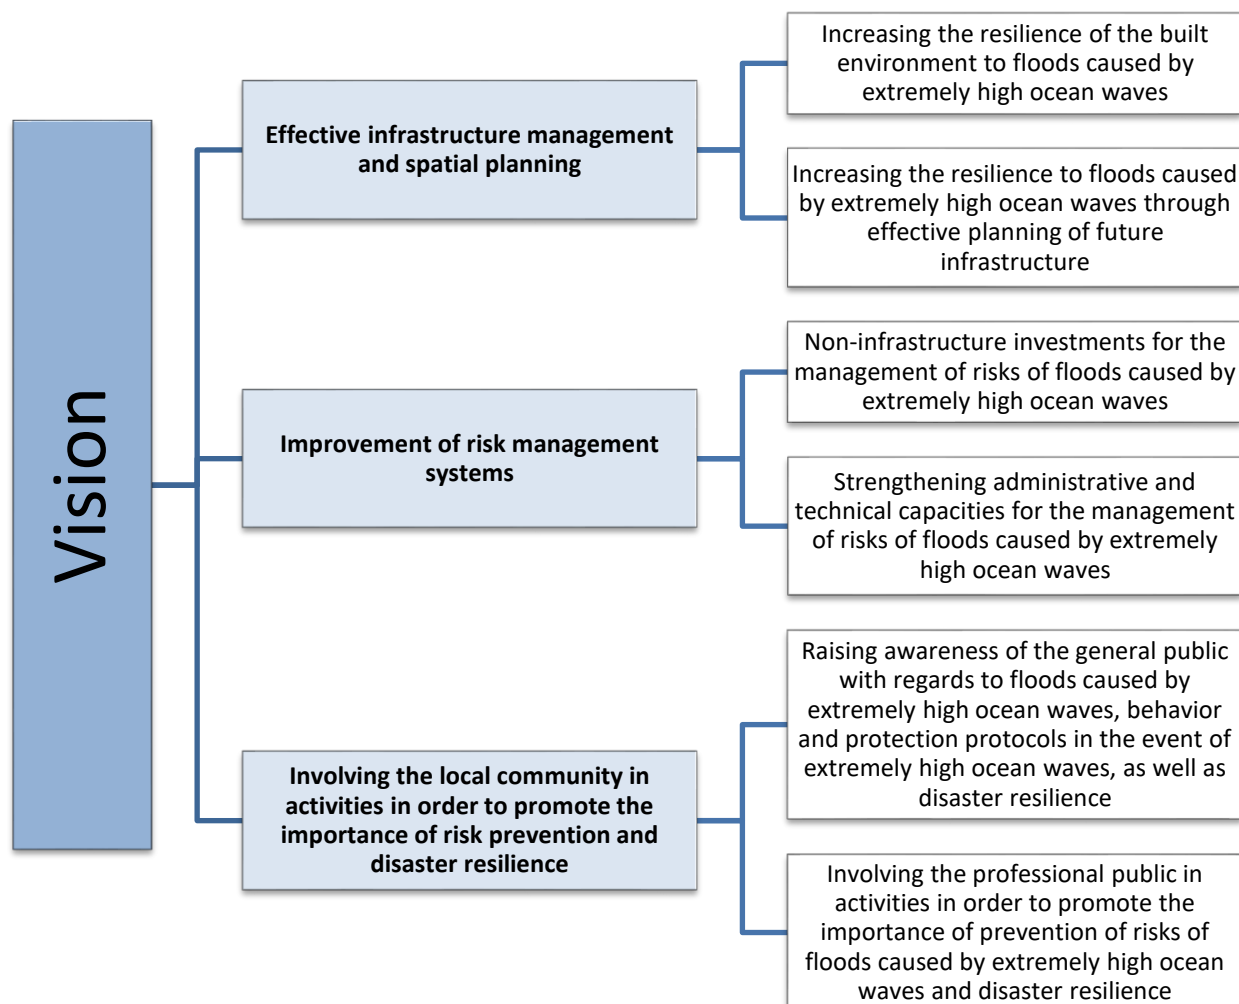 Vision
Effective infrastructure management
and spatial planning
Increasing the resilience of the built
environment to floods caused by
extremely high ocean waves
Increasing the resilience to floods caused
by extremely high ocean waves through
effective planning of future
infrastructure
Improvement of risk management
systems
Non-infrastructure investments for the
management of risks of floods caused by
extremely high ocean waves
Strengthening administrative and
technical capacities for the management
of risks of floods caused by extremely
high ocean waves
Involving the local community in
activities in order to promote the
importance of risk prevention and
disaster resilience
Raising awareness of the general public
with regards to floods caused by
extremely high ocean waves, behavior
and protection protocols in the event of
extremely high ocean waves, as well as
disaster resilience
Involving the professional public in
activities in order to promote the
importance of prevention of risks of
floods caused by extremely high ocean
waves and disaster resilience